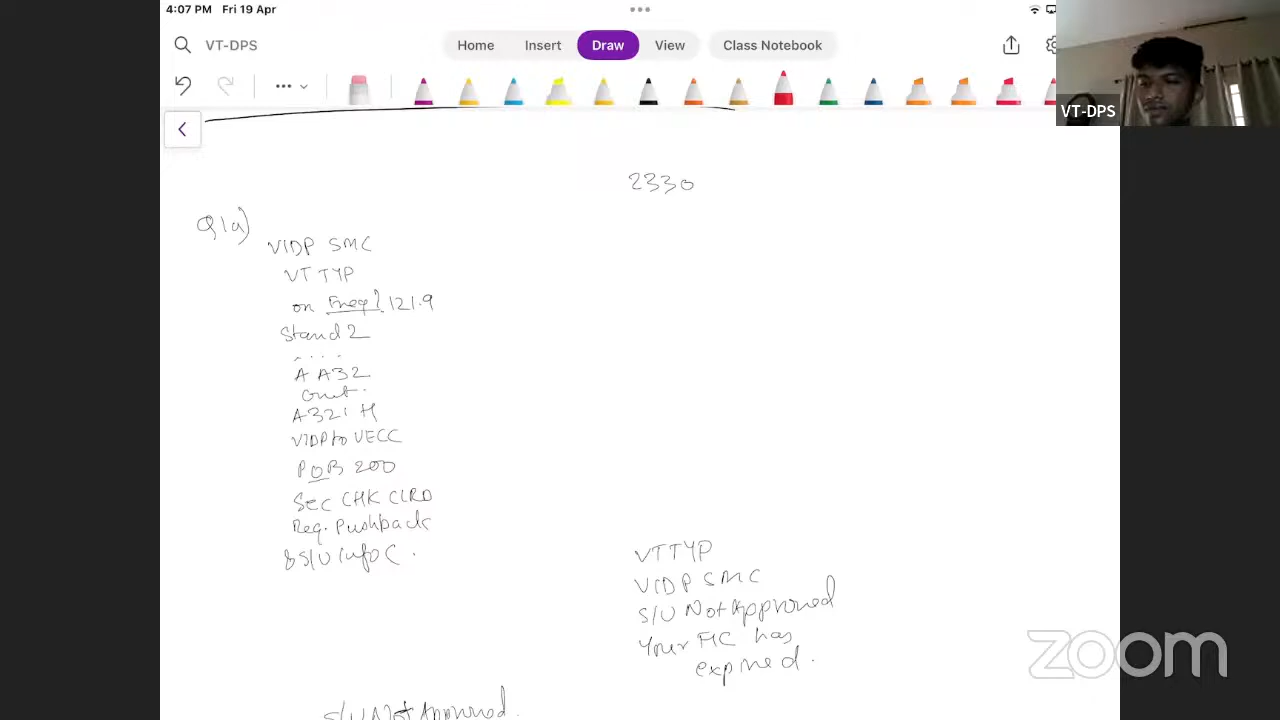 4:07 PM Fri 19 Apr
VT-DPS
Home Insert Draw View Class Notebook
VT-DPS
2330
Q1a)
VIDP SMC
VT TYP
on Freq? 121.9
Stand 2
....
A A32
A321 H
VIDP to VECC
POB 200
SEC CHK CLRD
Req. Pushback
& S/U info C.
VTTYP
VIDP SMC
S/U Not Approved
Your FIC has
expired.
S/U Not Approved.
zoom